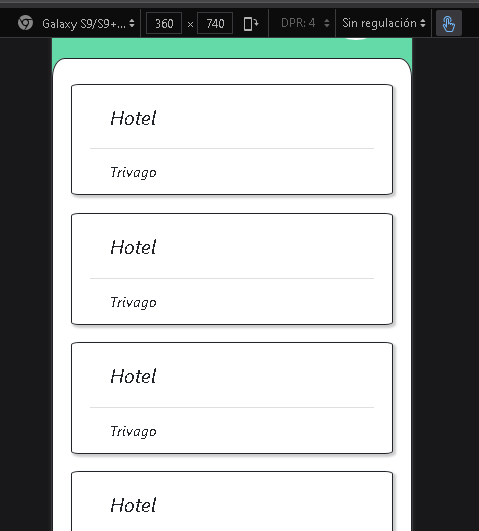 Galaxy S9/S9+... 360 × 740 DPR: 4 Sin regulación
Hotel
Trivago
Hotel
Trivago
Hotel
Trivago
Hotel